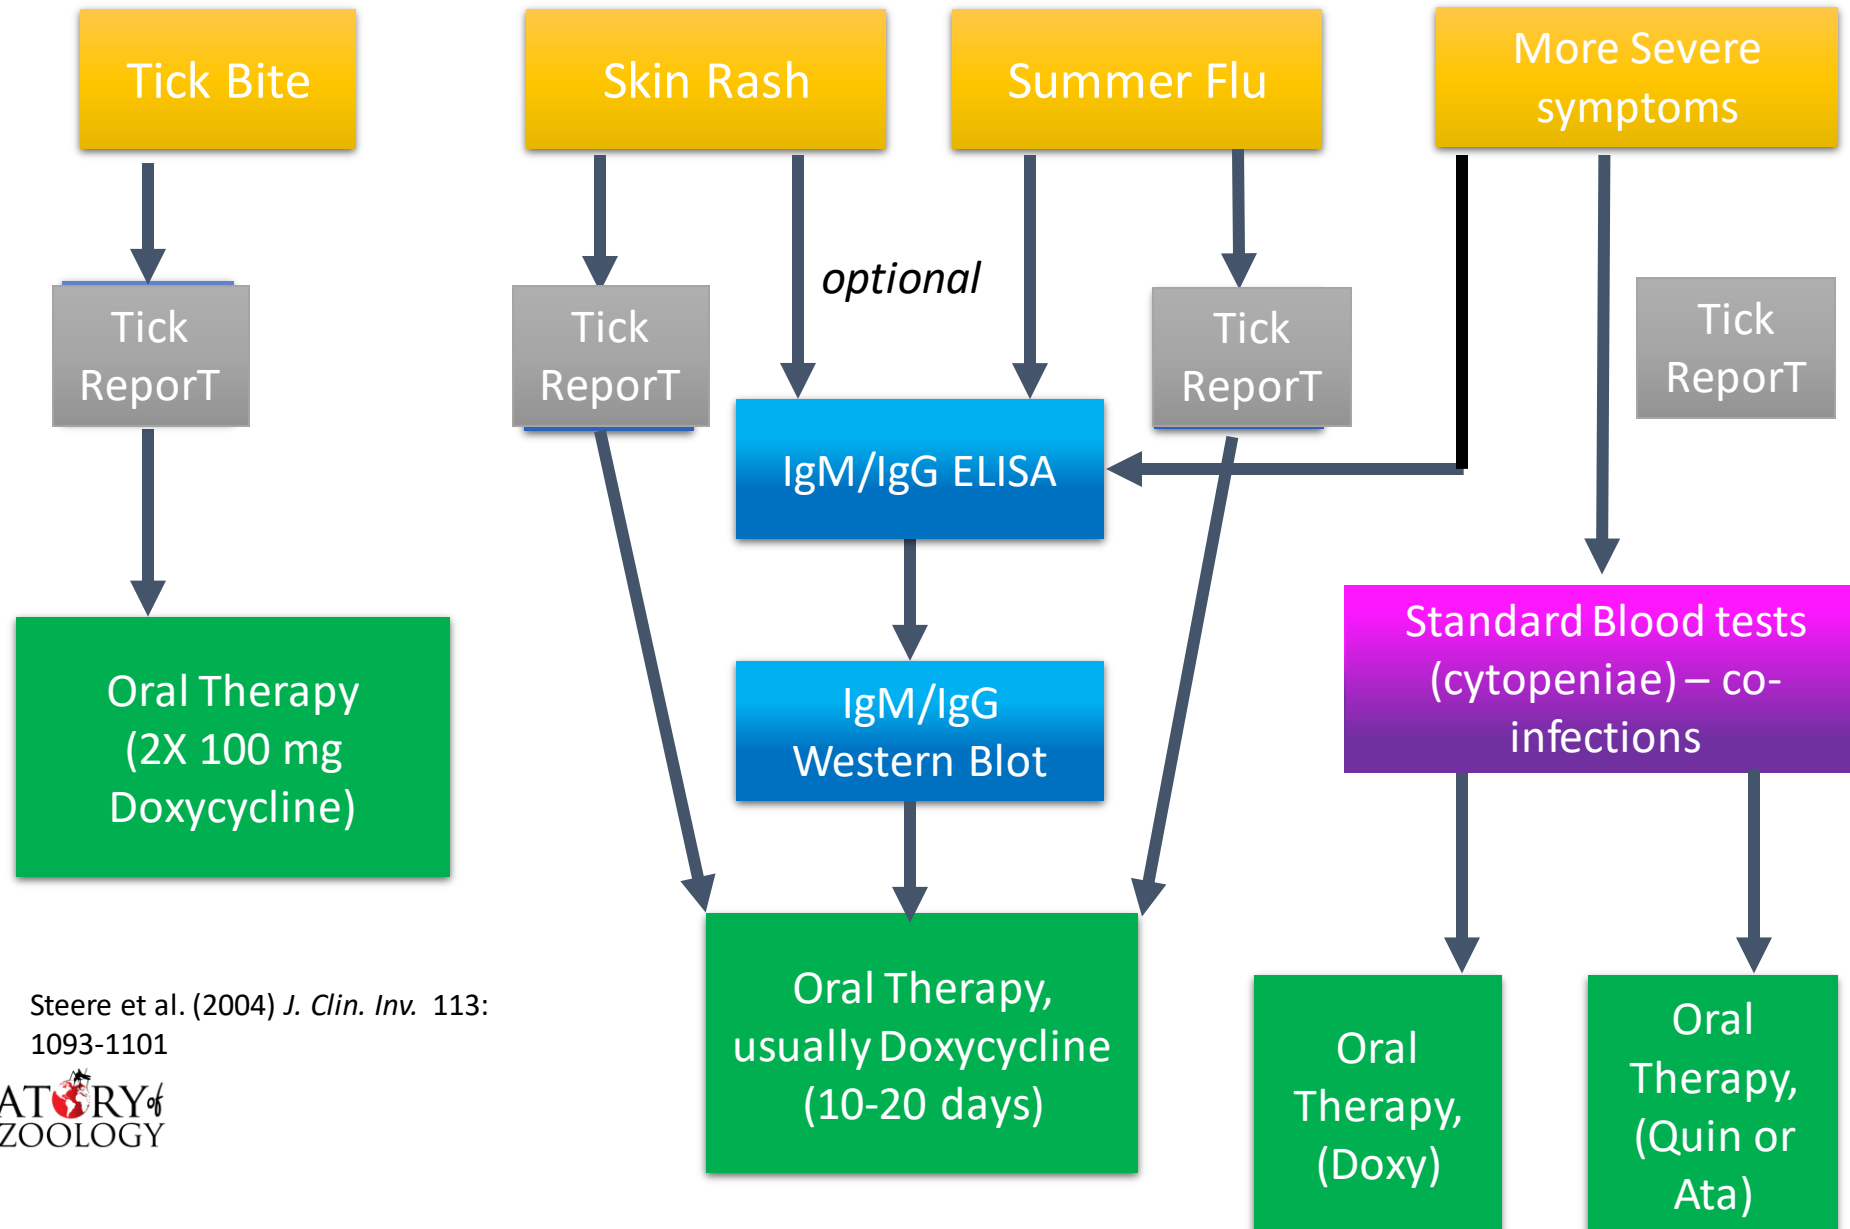 Tick Bite
Skin Rash
Summer Flu
More Severe
symptoms
optional
Tick
ReporT
Tick
ReporT
Tick
ReporT
Tick
ReporT
IgM/IgG ELISA
Oral Therapy
(2X 100 mg
Doxycycline)
IgM/IgG
Western Blot
Standard Blood tests
(cytopeniae) – co-
infections
Oral Therapy,
usually Doxycycline
(10-20 days)
Oral
Therapy,
(Doxy)
Oral
Therapy,
(Quin or
Ata)
Steere et al. (2004) J. Clin. Inv. 113:
1093-1101
ATORY of
ZOOLOGY